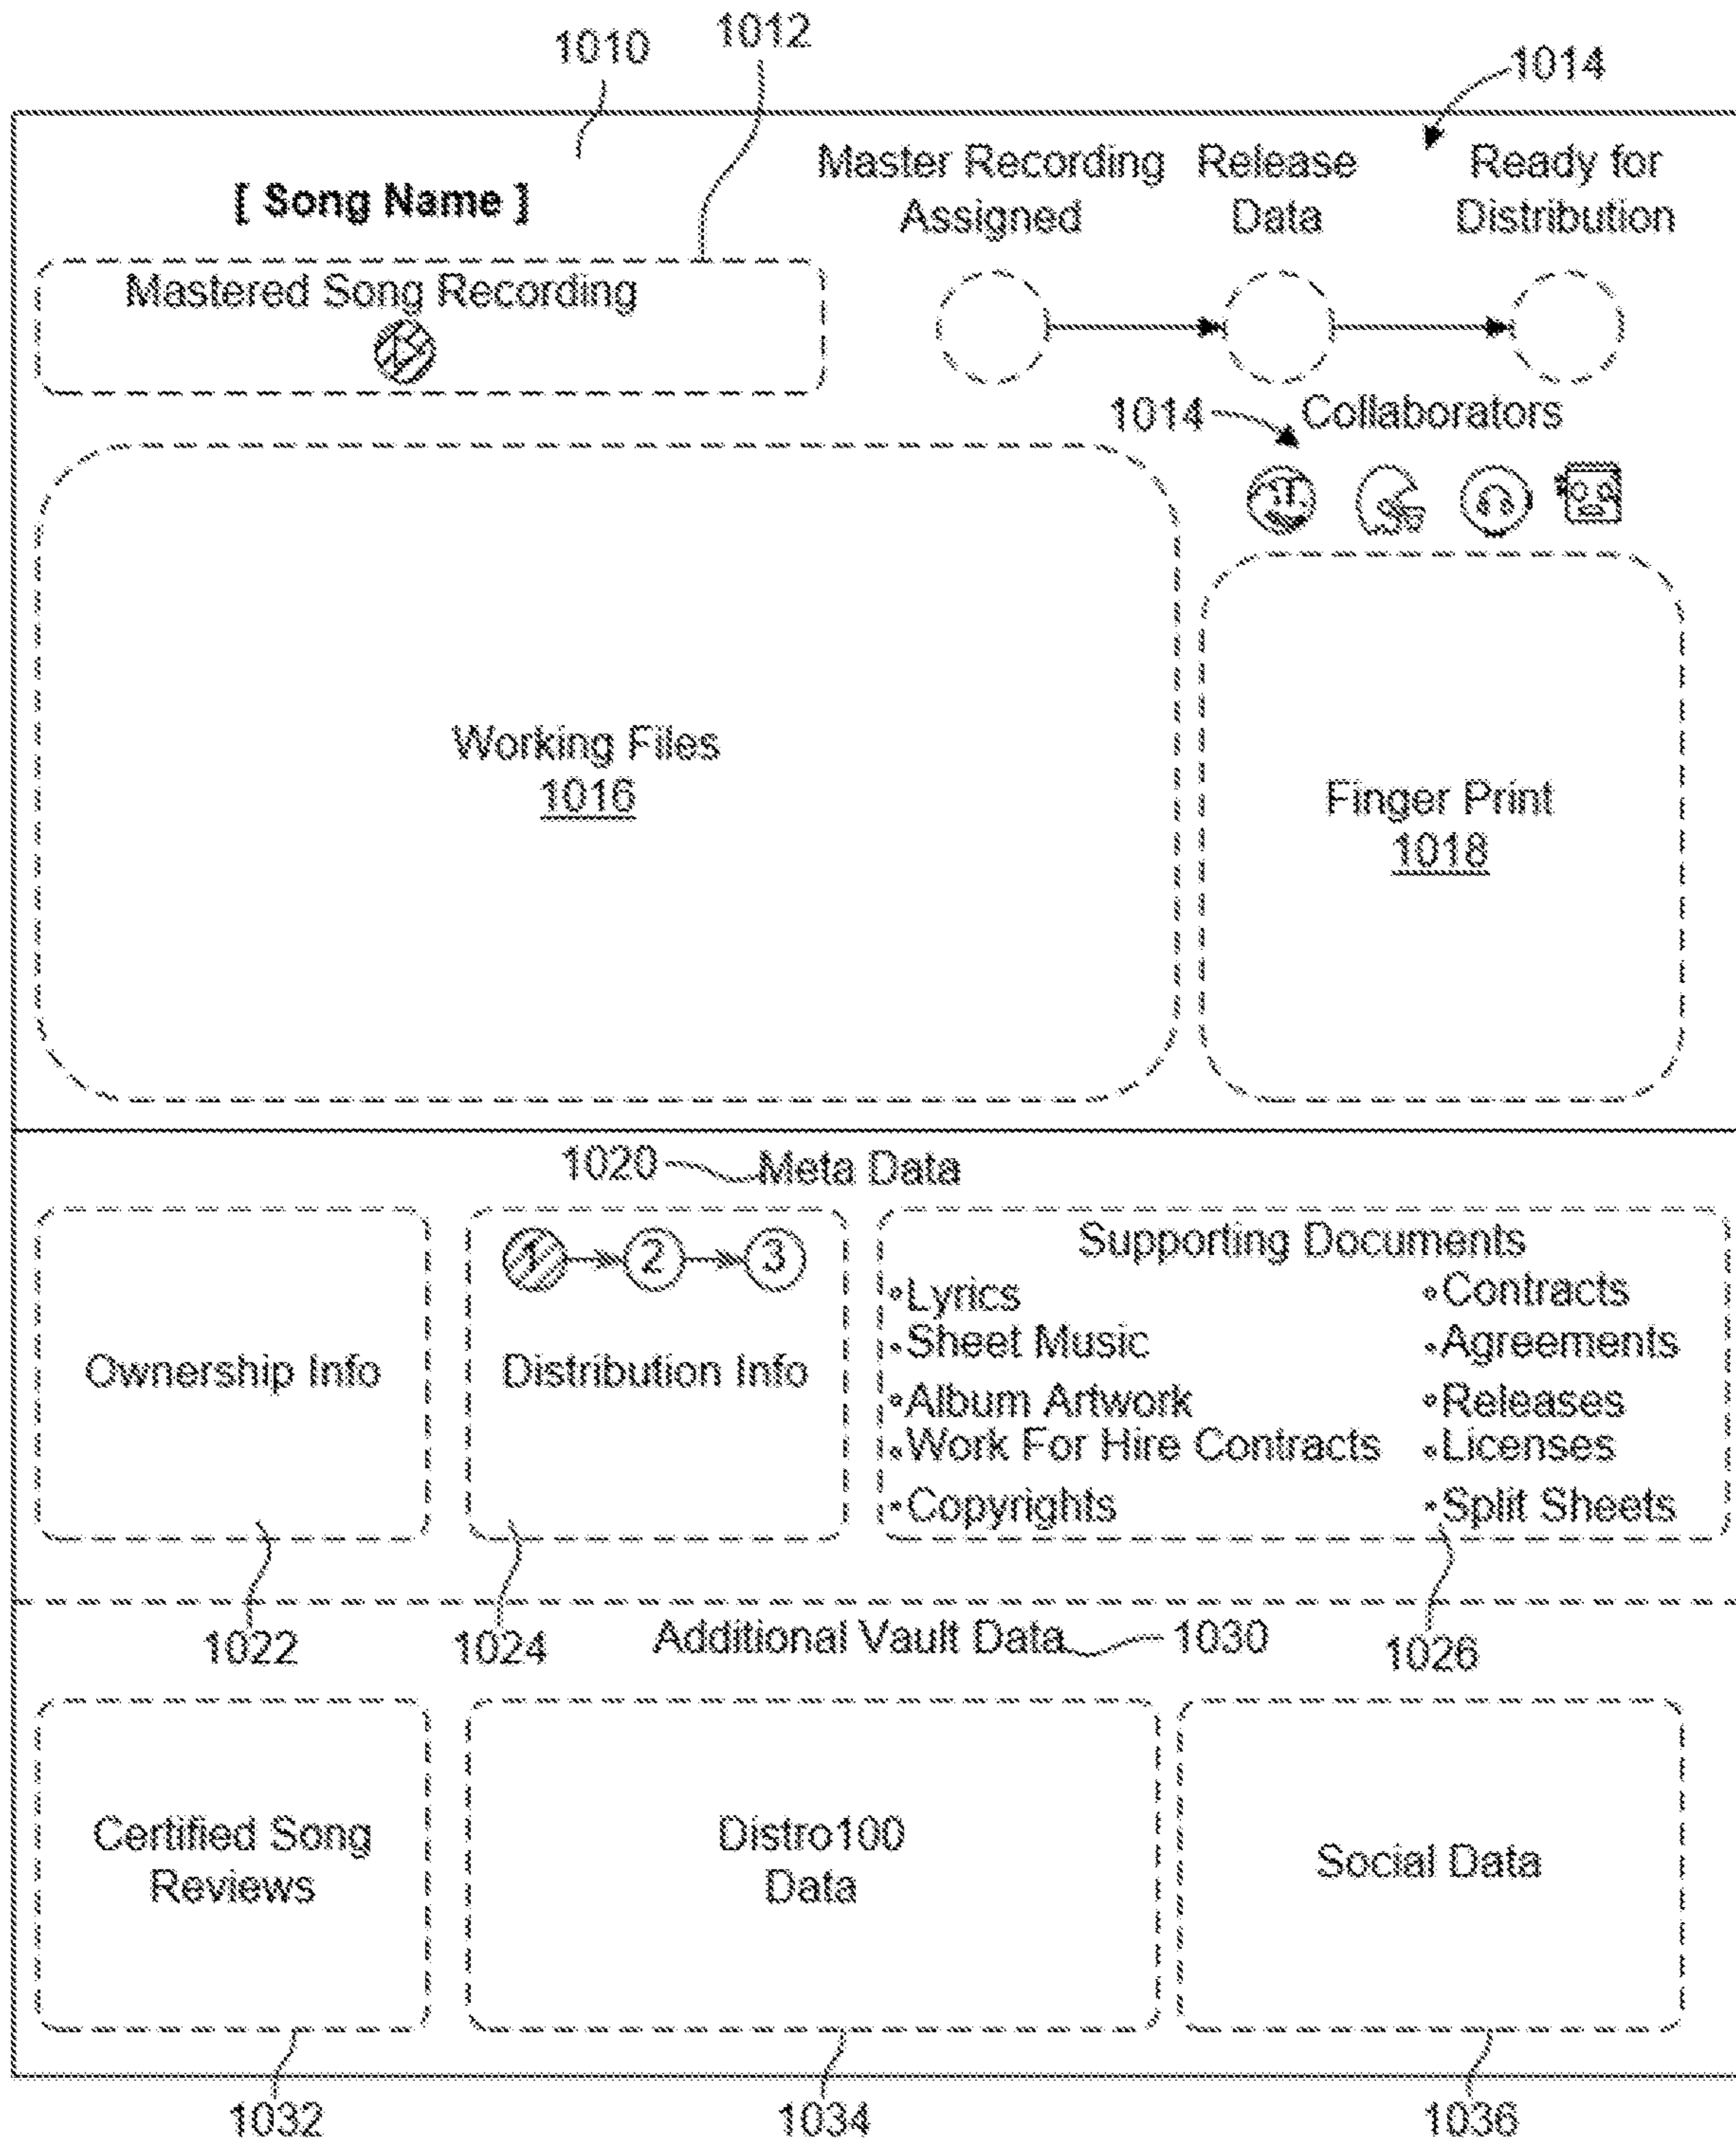 1010
1012
1014
[ Song Name ]
Master Recording
Assigned
Release
Data
Ready for
Distribution
Mastered Song Recording
1014
Collaborators
Working Files
1016
Finger Print
1018
1020
Meta Data
Ownership Info
1
2
3
Distribution Info
Supporting Documents
•Lyrics
•Sheet Music
•Album Artwork
•Work For Hire Contracts
•Copyrights
•Contracts
•Agreements
•Releases
•Licenses
•Split Sheets
1022
1024
Additional Vault Data
1030
1026
Certified Song
Reviews
Distro100
Data
Social Data
1032
1034
1036